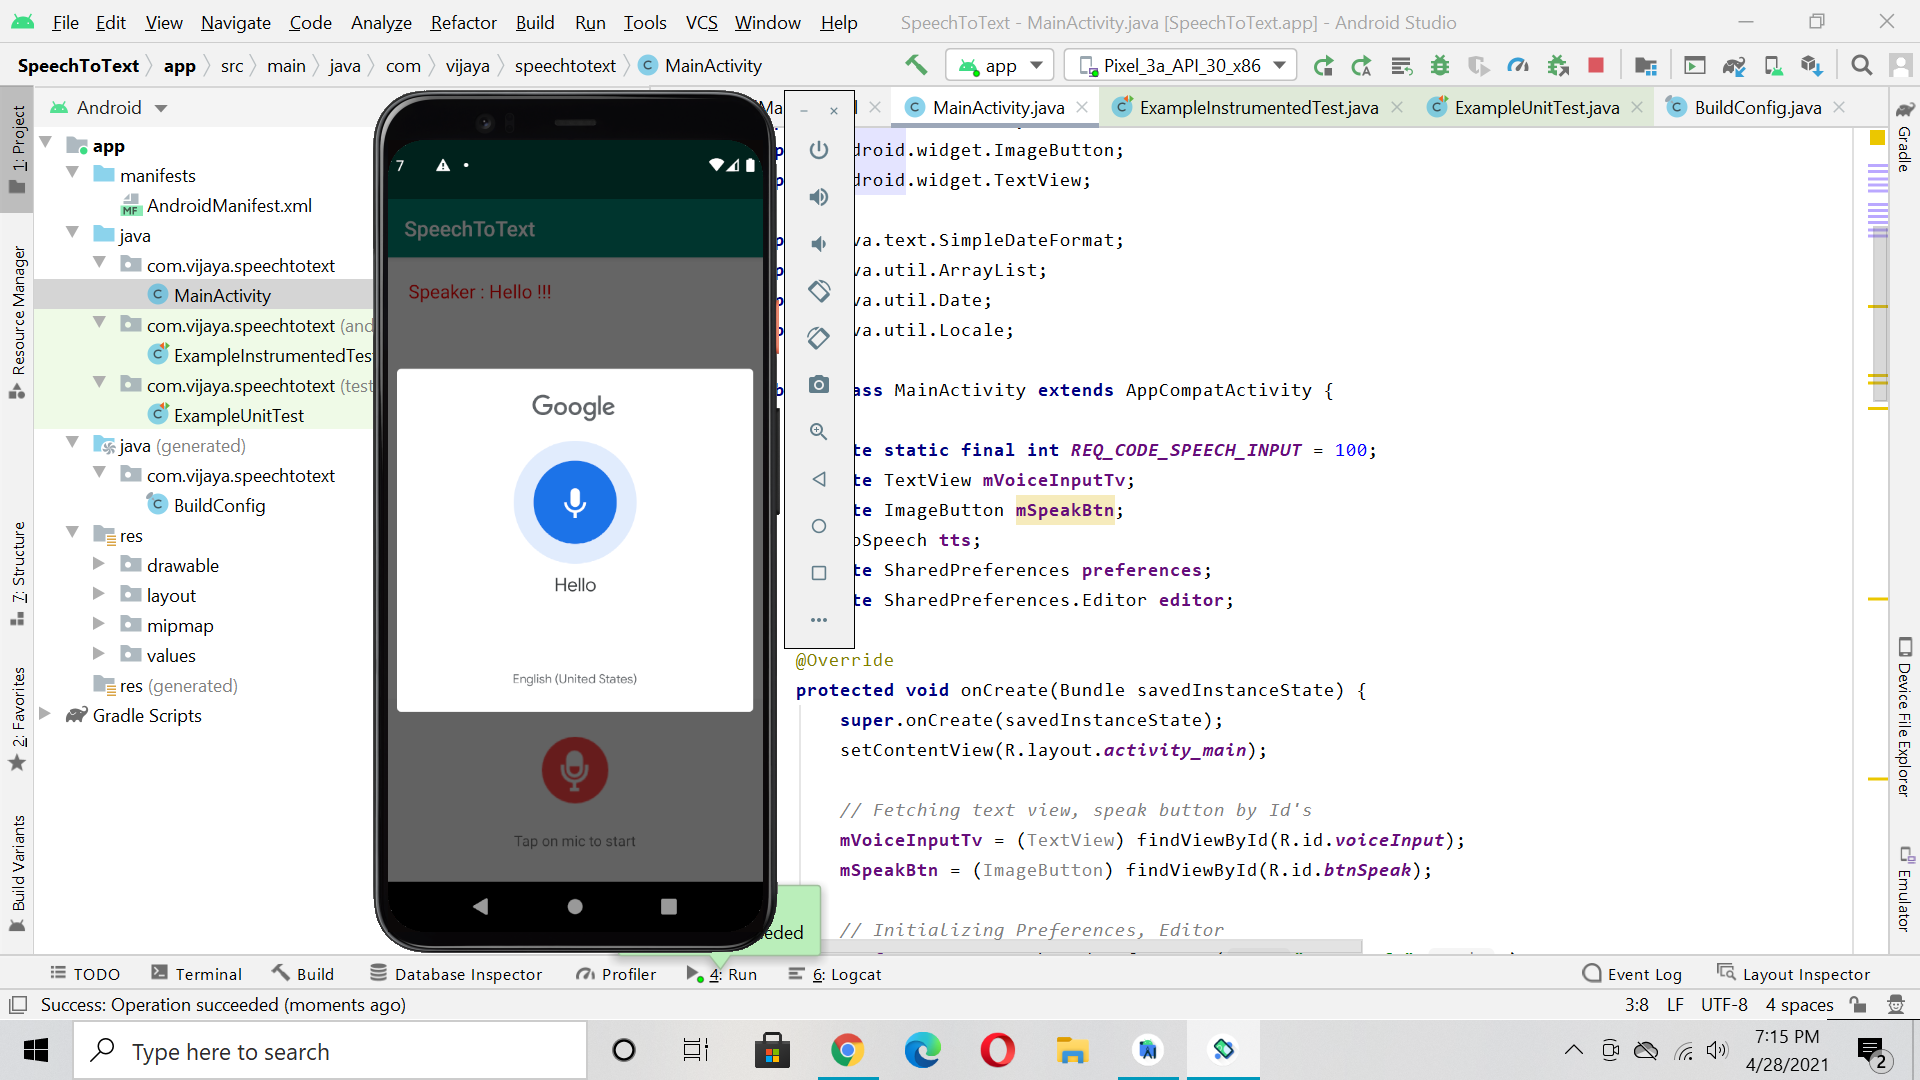 File Edit View Navigate Code Analyze Refactor Build Run Tools VCS Window Help SpeechToText - MainActivity.java [SpeechToText.app] - Android Studio
SpeechToText app src main java com vijaya speechtotext C MainActivity app Pixel_3a_API_30_x86
Android
C MainActivity.java C ExampleInstrumentedTest.java C ExampleUnitTest.java C BuildConfig.java
1: Project
Resource Manager
7: Structure
2: Favorites
Build Variants
app
manifests
MF AndroidManifest.xml
java
com.vijaya.speechtotext
C MainActivity
com.vijaya.speechtotext (and
C ExampleInstrumentedTes
com.vijaya.speechtotext (test
C ExampleUnitTest
java (generated)
com.vijaya.speechtotext
C BuildConfig
res
drawable
layout
mipmap
values
res (generated)
Gradle Scripts
7
SpeechToText
Speaker : Hello !!!
Google
Hello
English (United States)
Tap on mic to start
eded
droid.widget.ImageButton;
droid.widget.TextView;
va.text.SimpleDateFormat;
va.util.ArrayList;
va.util.Date;
va.util.Locale;
ass MainActivity extends AppCompatActivity {
te static final int REQ_CODE_SPEECH_INPUT = 100;
te TextView mVoiceInputTv;
te ImageButton mSpeakBtn;
oSpeech tts;
te SharedPreferences preferences;
te SharedPreferences.Editor editor;
@Override
protected void onCreate(Bundle savedInstanceState) {
super.onCreate(savedInstanceState);
setContentView(R.layout.activity_main);
// Fetching text view, speak button by Id's
mVoiceInputTv = (TextView) findViewById(R.id.voiceInput);
mSpeakBtn = (ImageButton) findViewById(R.id.btnSpeak);
// Initializing Preferences, Editor
Gradle
Device File Explorer
Emulator
TODO Terminal Build Database Inspector Profiler 4: Run 6: Logcat Event Log Layout Inspector
Success: Operation succeeded (moments ago) 3:8 LF UTF-8 4 spaces
Type here to search
7:15 PM
4/28/2021
2